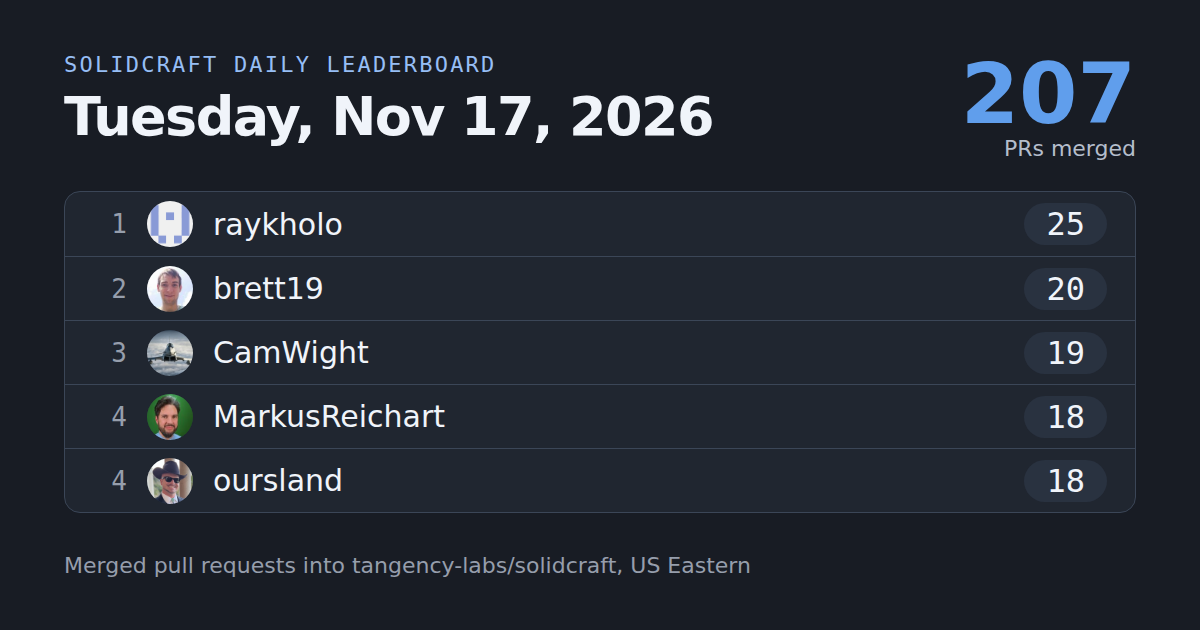 SOLIDCRAFT DAILY LEADERBOARD
Tuesday, Nov 17, 2026
207
PRs merged
1 raykholo 25
2 brett19 20
3 CamWight 19
4 MarkusReichart 18
4 oursland 18
Merged pull requests into tangency-labs/solidcraft, US Eastern